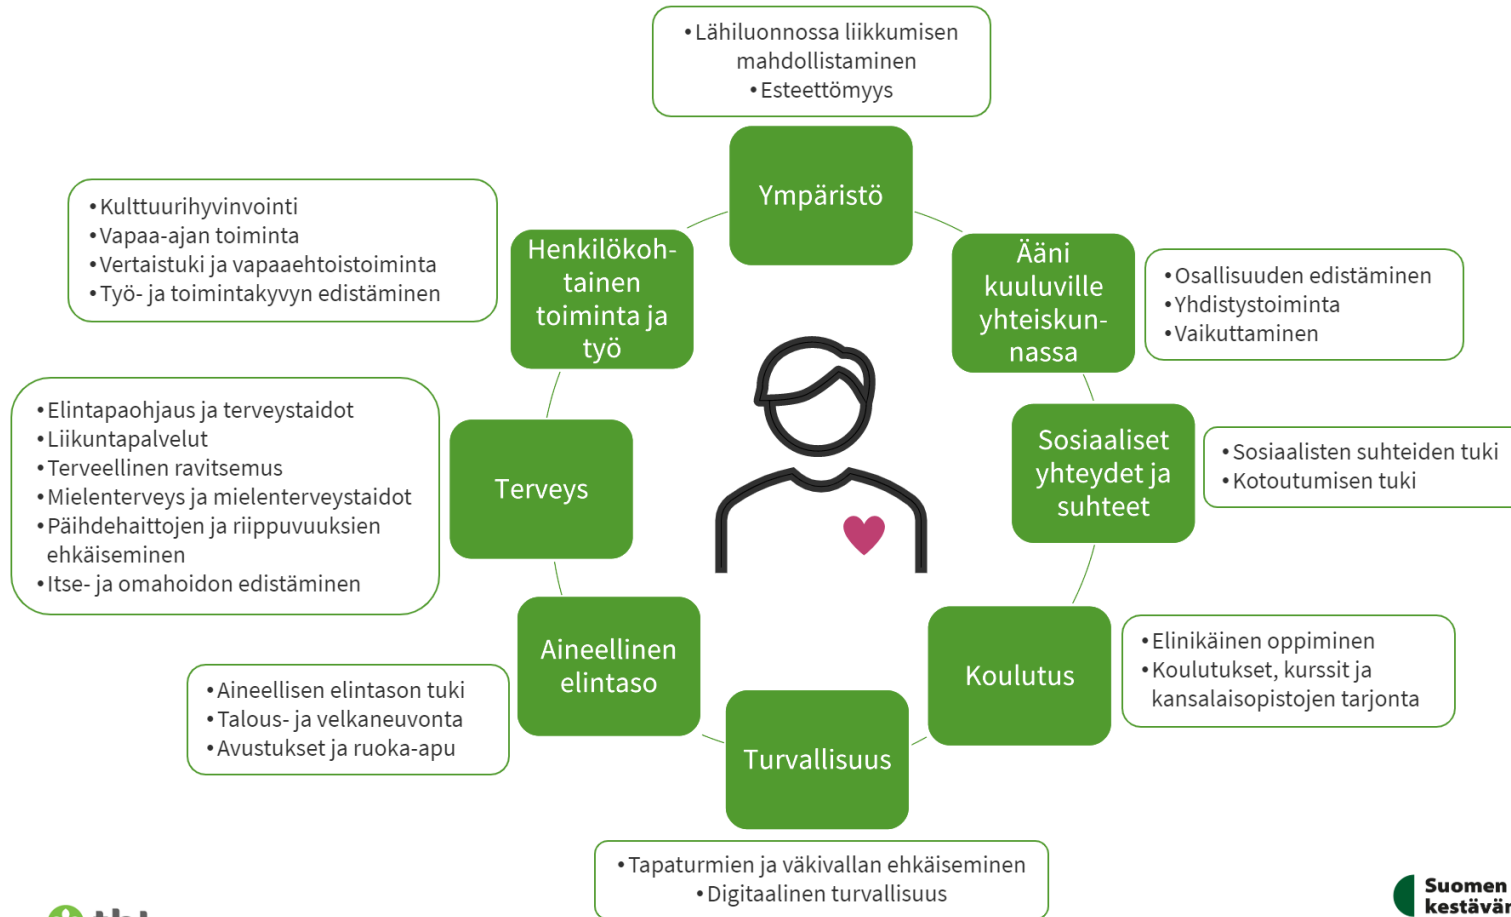 • Lähiluonnossa liikkumisen
mahdollistaminen
• Esteettömyys
Ympäristö
• Kulttuurihyvinvointi
• Vapaa-ajan toiminta
• Vertaistuki ja vapaaehtoistoiminta
• Työ- ja toimintakyvyn edistäminen
Henkilökoh-
tainen
toiminta ja
työ
Ääni
kuuluville
yhteiskun-
nassa
• Osallisuuden edistäminen
• Yhdistystoiminta
• Vaikuttaminen
• Elintapaohjaus ja terveystaidot
• Liikuntapalvelut
• Terveellinen ravitsemus
• Mielenterveys ja mielenterveystaidot
• Päihdehaittojen ja riippuvuuksien
ehkäiseminen
• Itse- ja omahoidon edistäminen
Terveys
Sosiaaliset
yhteydet ja
suhteet
• Sosiaalisten suhteiden tuki
• Kotoutumisen tuki
Aineellinen
elintaso
• Aineellisen elintason tuki
• Talous- ja velkaneuvonta
• Avustukset ja ruoka-apu
Koulutus
• Elinikäinen oppiminen
• Koulutukset, kurssit ja
kansalaisopistojen tarjonta
Turvallisuus
• Tapaturmien ja väkivallan ehkäiseminen
• Digitaalinen turvallisuus
Suomen